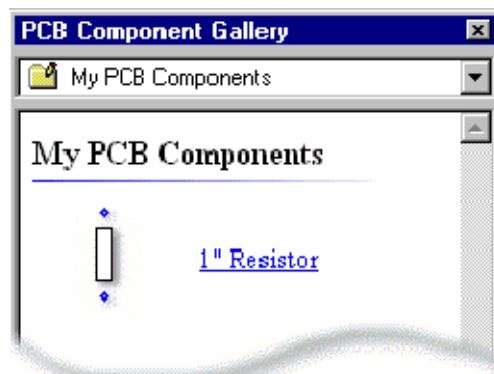 PCB Component Gallery
My PCB Components
My PCB Components
1" Resistor